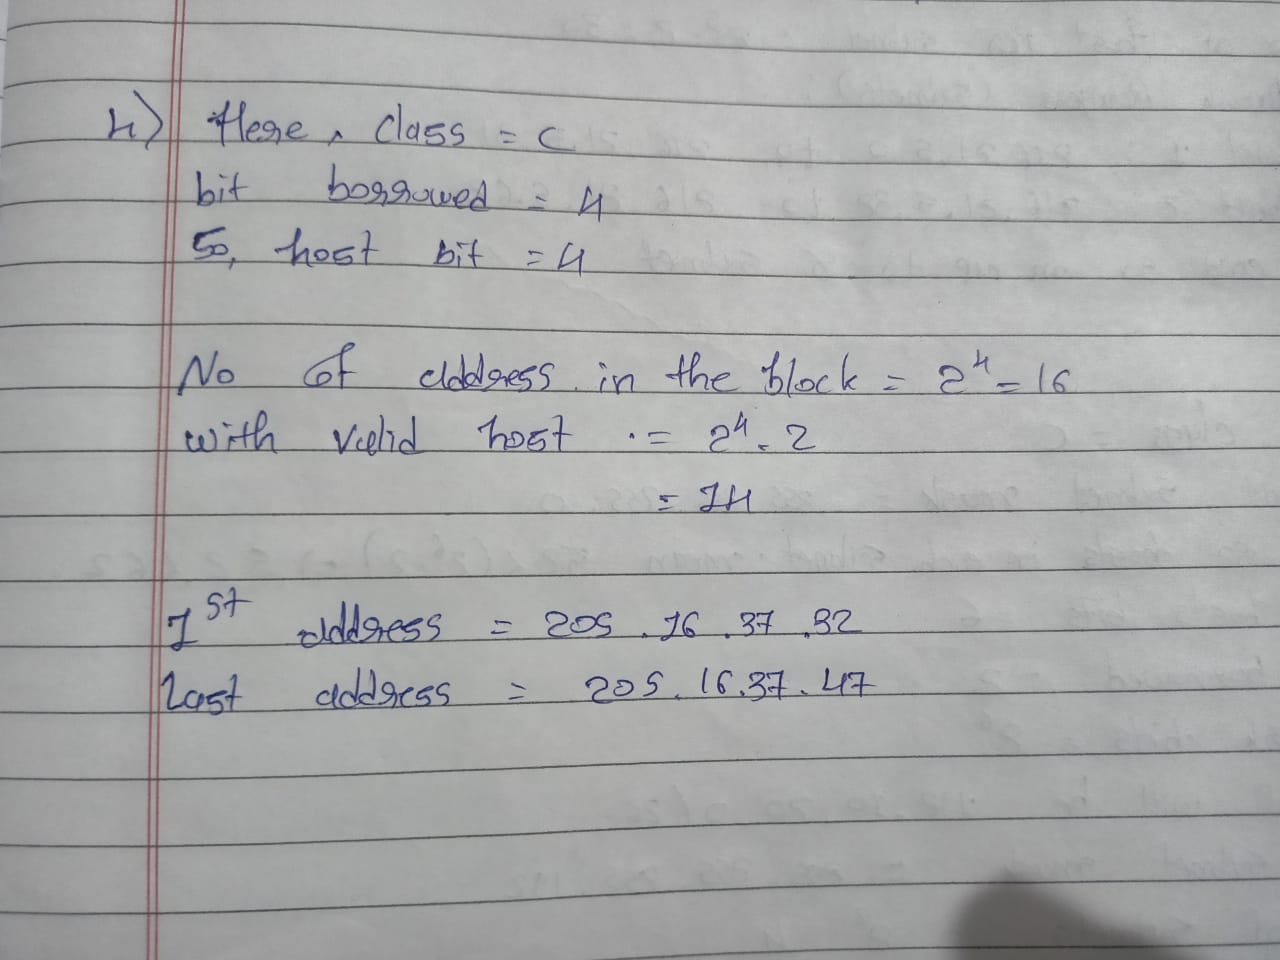 4) Here, class = C
bit borrowed = 4
So, host bit = 4
No of address in the block = 2^4 = 16
with valid host . = 2^4 - 2
= 14
1st address = 205.16.37.32
Last address = 205.16.37.47